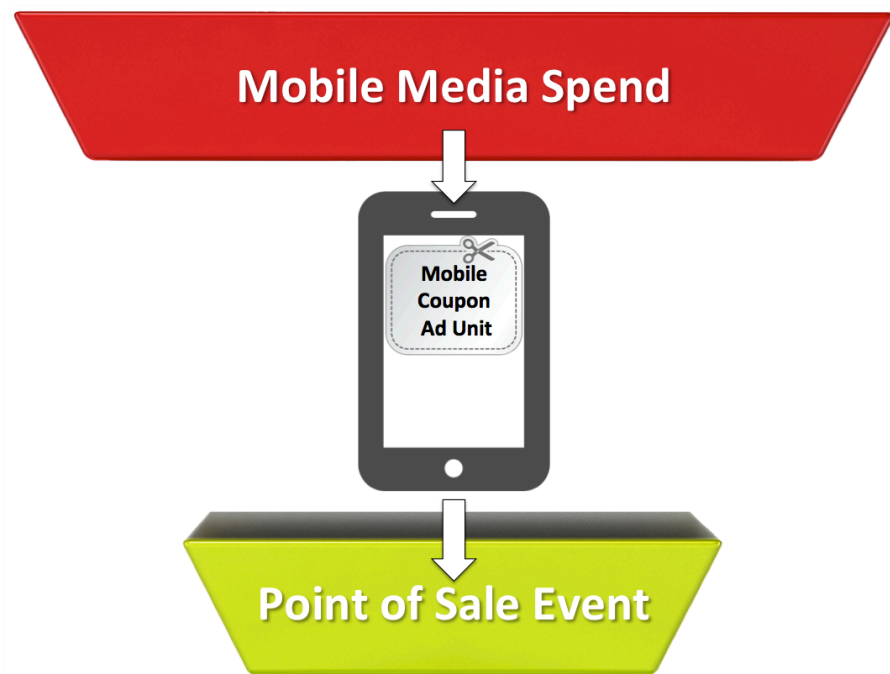 Mobile Media Spend
Mobile
Coupon
Ad Unit
Point of Sale Event